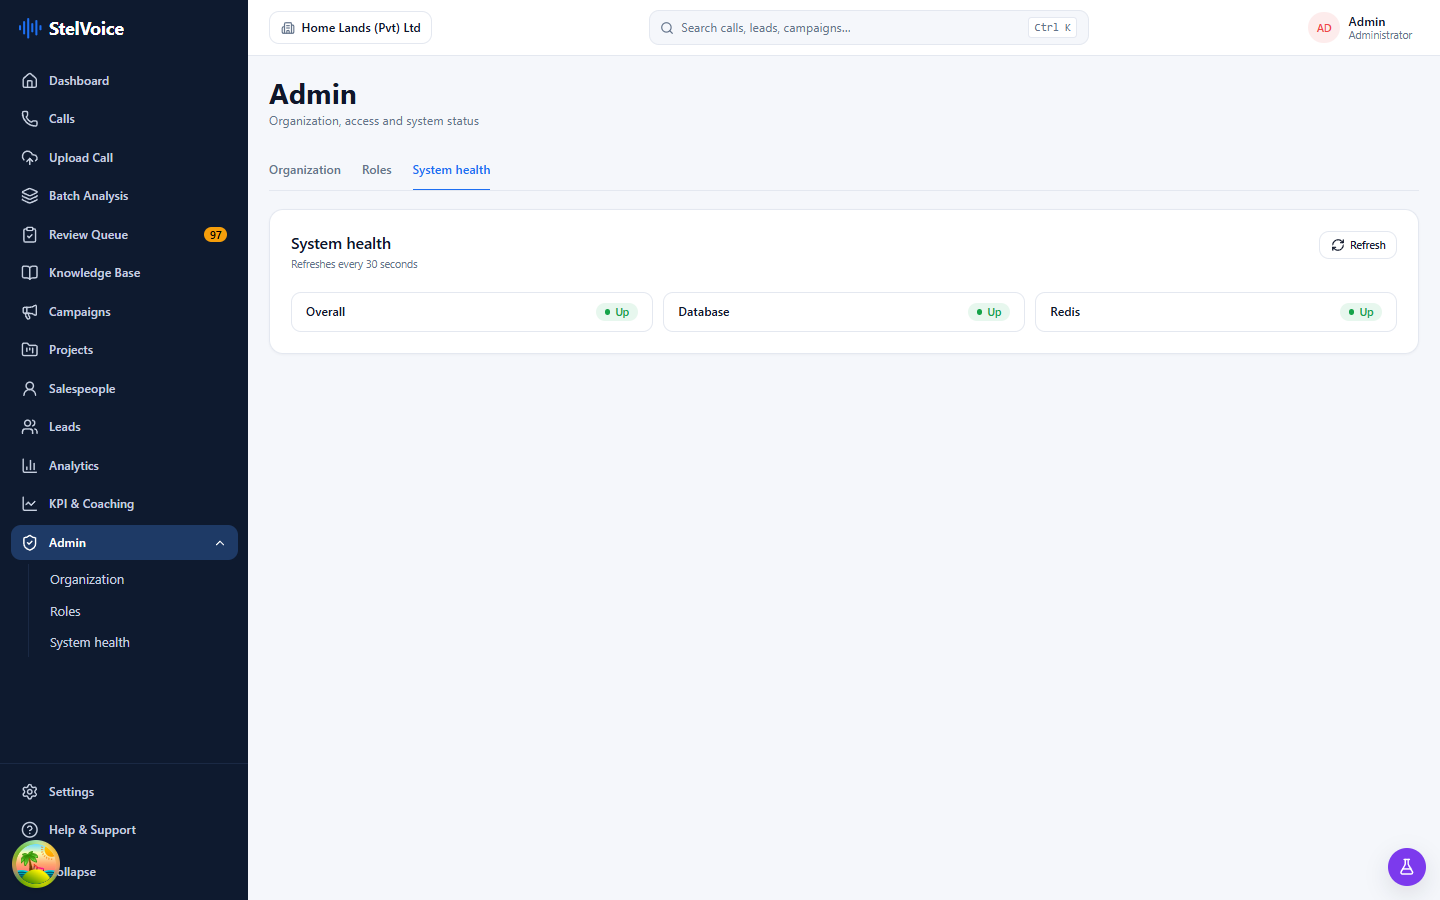 StelVoice
Home Lands (Pvt) Ltd
Search calls, leads, campaigns...
Ctrl K
AD
Admin
Administrator
Dashboard
Calls
Upload Call
Batch Analysis
Review Queue
97
Knowledge Base
Campaigns
Projects
Salespeople
Leads
Analytics
KPI & Coaching
Admin
Organization
Roles
System health
Settings
Help & Support
ollapse
Admin
Organization, access and system status
Organization
Roles
System health
System health
Refreshes every 30 seconds
Refresh
Overall
Up
Database
Up
Redis
Up